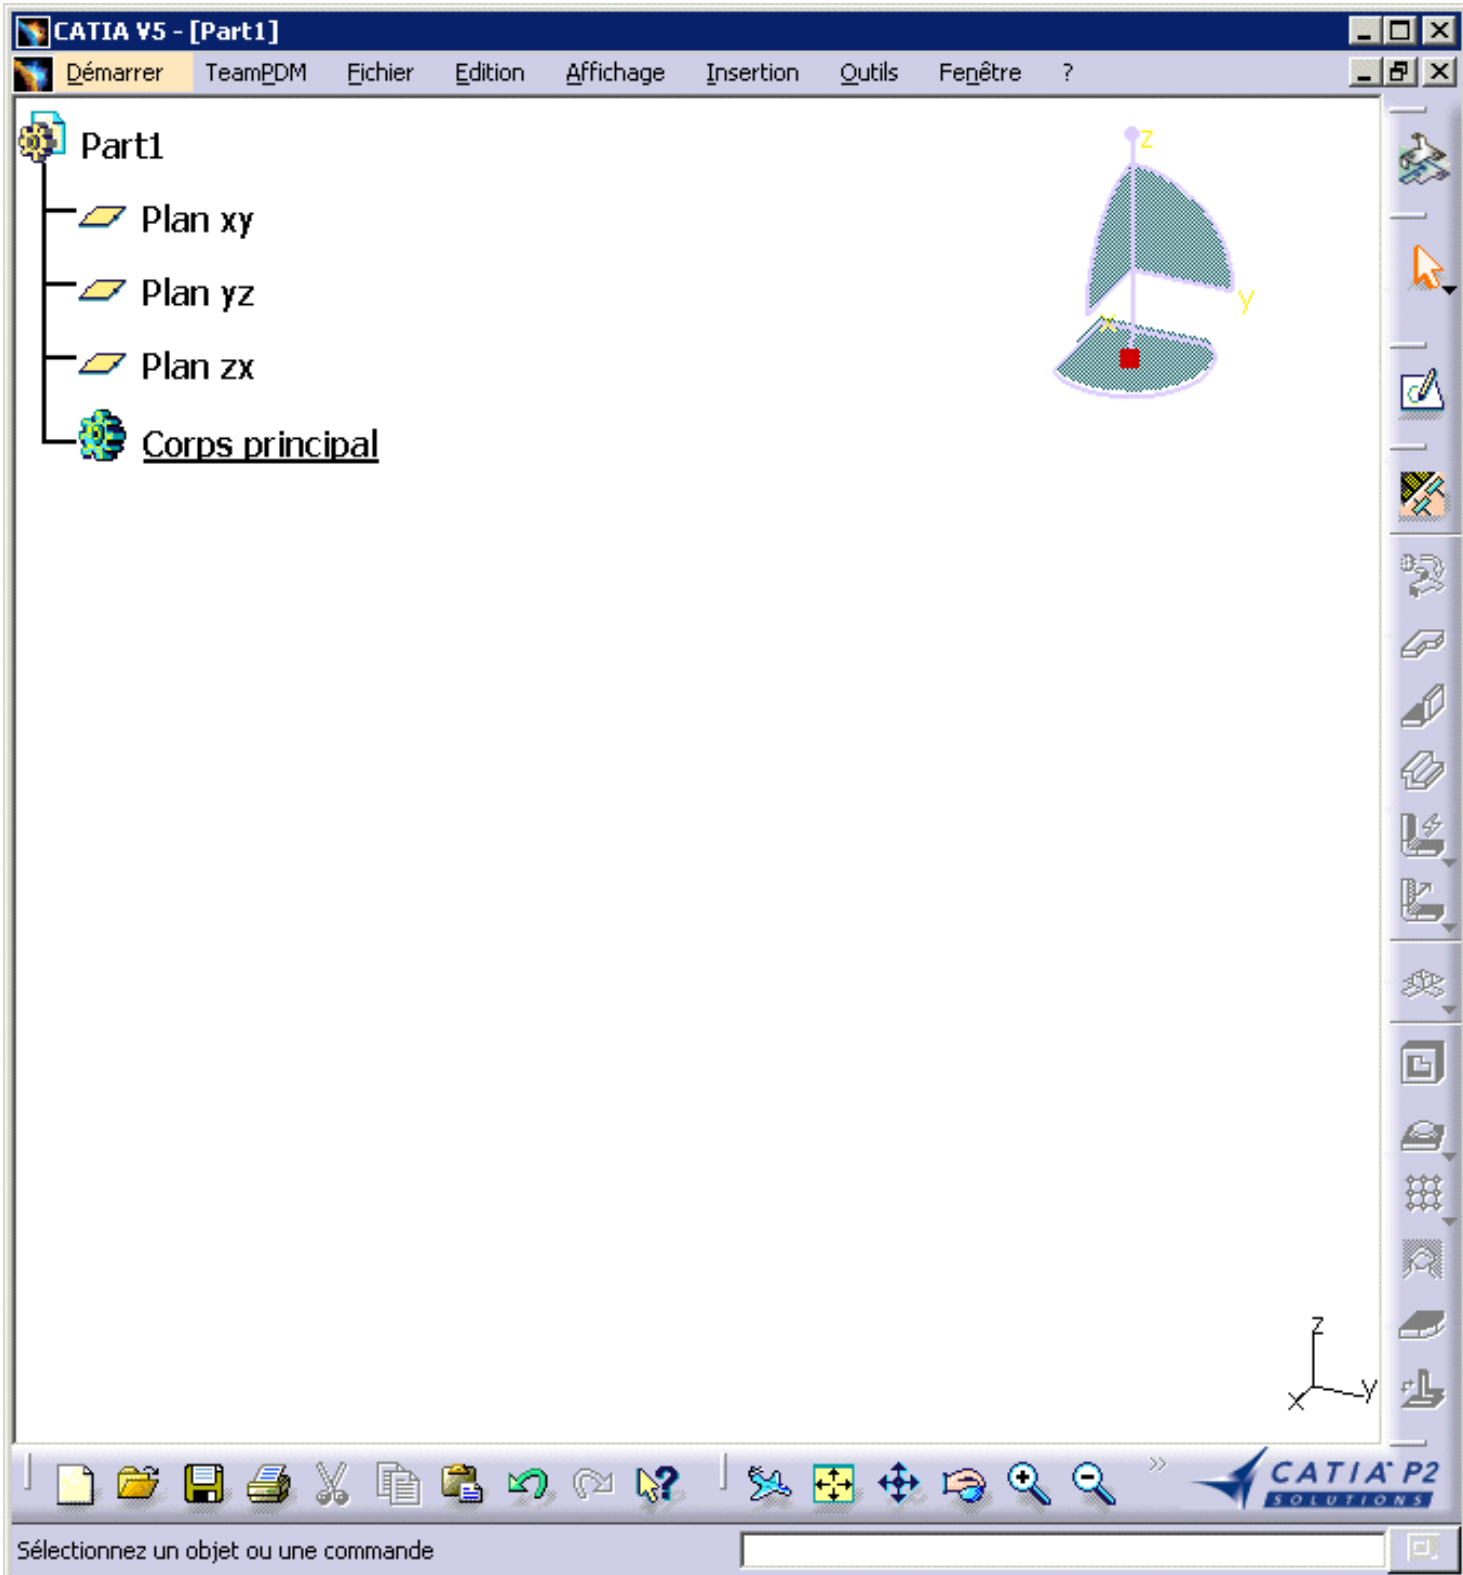 CATIA V5 - [Part1]
Démarrer TeamPDM Fichier Edition Affichage Insertion Outils Fenêtre ?
Part1
Plan xy
Plan yz
Plan zx
Corps principal
z
y
x
z
y
x
CATIA P2
SOLUTIONS
Sélectionnez un objet ou une commande